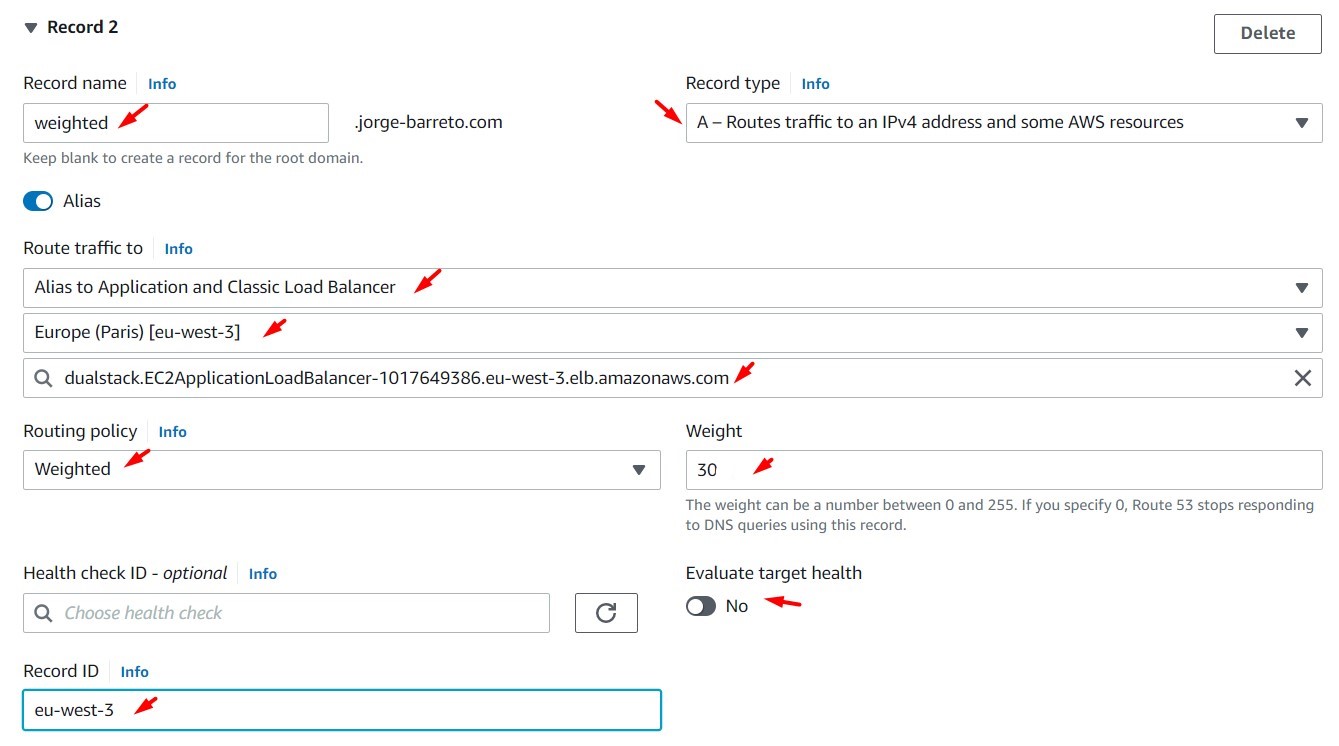 Record 2
Delete
Record name Info
Record type Info
weighted .jorge-barreto.com
A – Routes traffic to an IPv4 address and some AWS resources
Keep blank to create a record for the root domain.
Alias
Route traffic to Info
Alias to Application and Classic Load Balancer
Europe (Paris) [eu-west-3]
dualstack.EC2ApplicationLoadBalancer-1017649386.eu-west-3.elb.amazonaws.com
Routing policy Info
Weight
Weighted
30
The weight can be a number between 0 and 255. If you specify 0, Route 53 stops responding
to DNS queries using this record.
Health check ID - optional Info
Evaluate target health
Choose health check
No
Record ID Info
eu-west-3